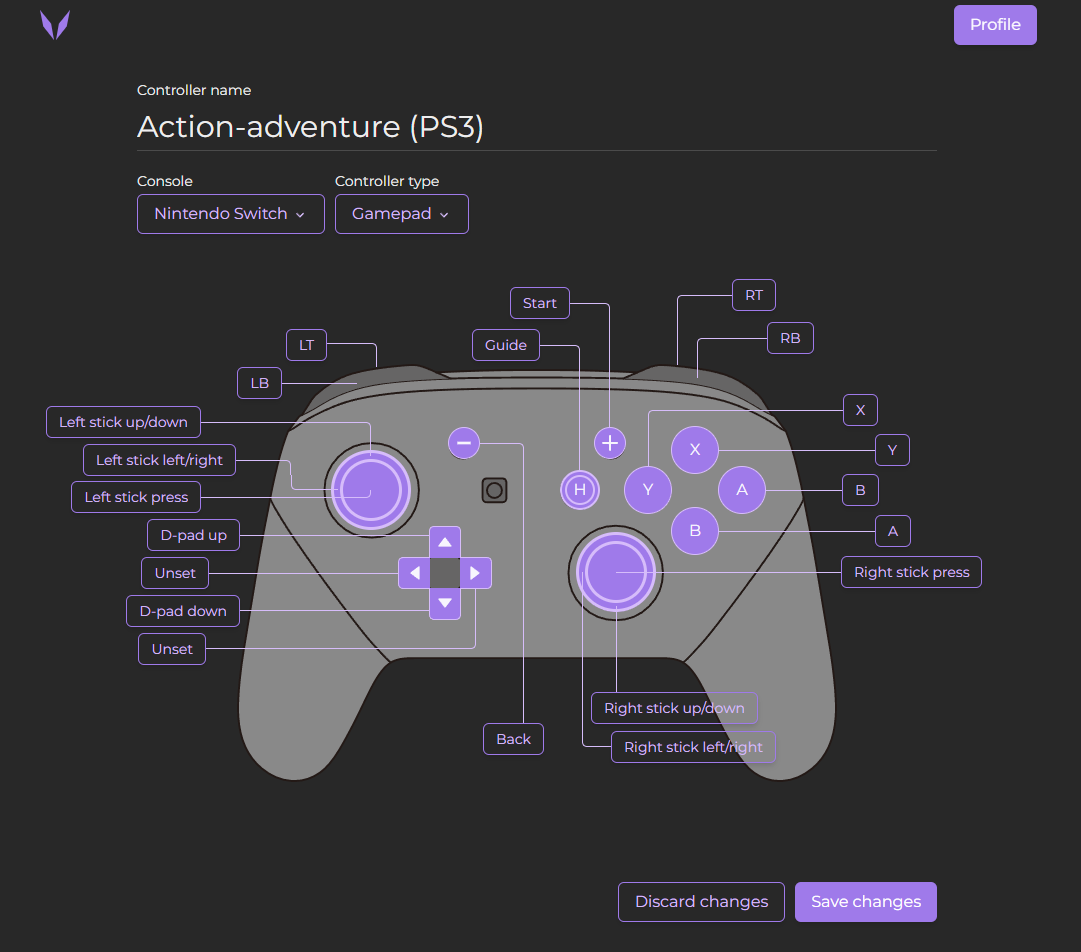 Profile
Controller name
Action-adventure (PS3)
Console
Controller type
Nintendo Switch
Gamepad
RT
Start
RB
Guide
LT
LB
X
Left stick up/down
X
Y
Left stick left/right
H
Y
A
B
Left stick press
B
A
D-pad up
Unset
Right stick press
D-pad down
Unset
Right stick up/down
Back
Right stick left/right
Discard changes
Save changes